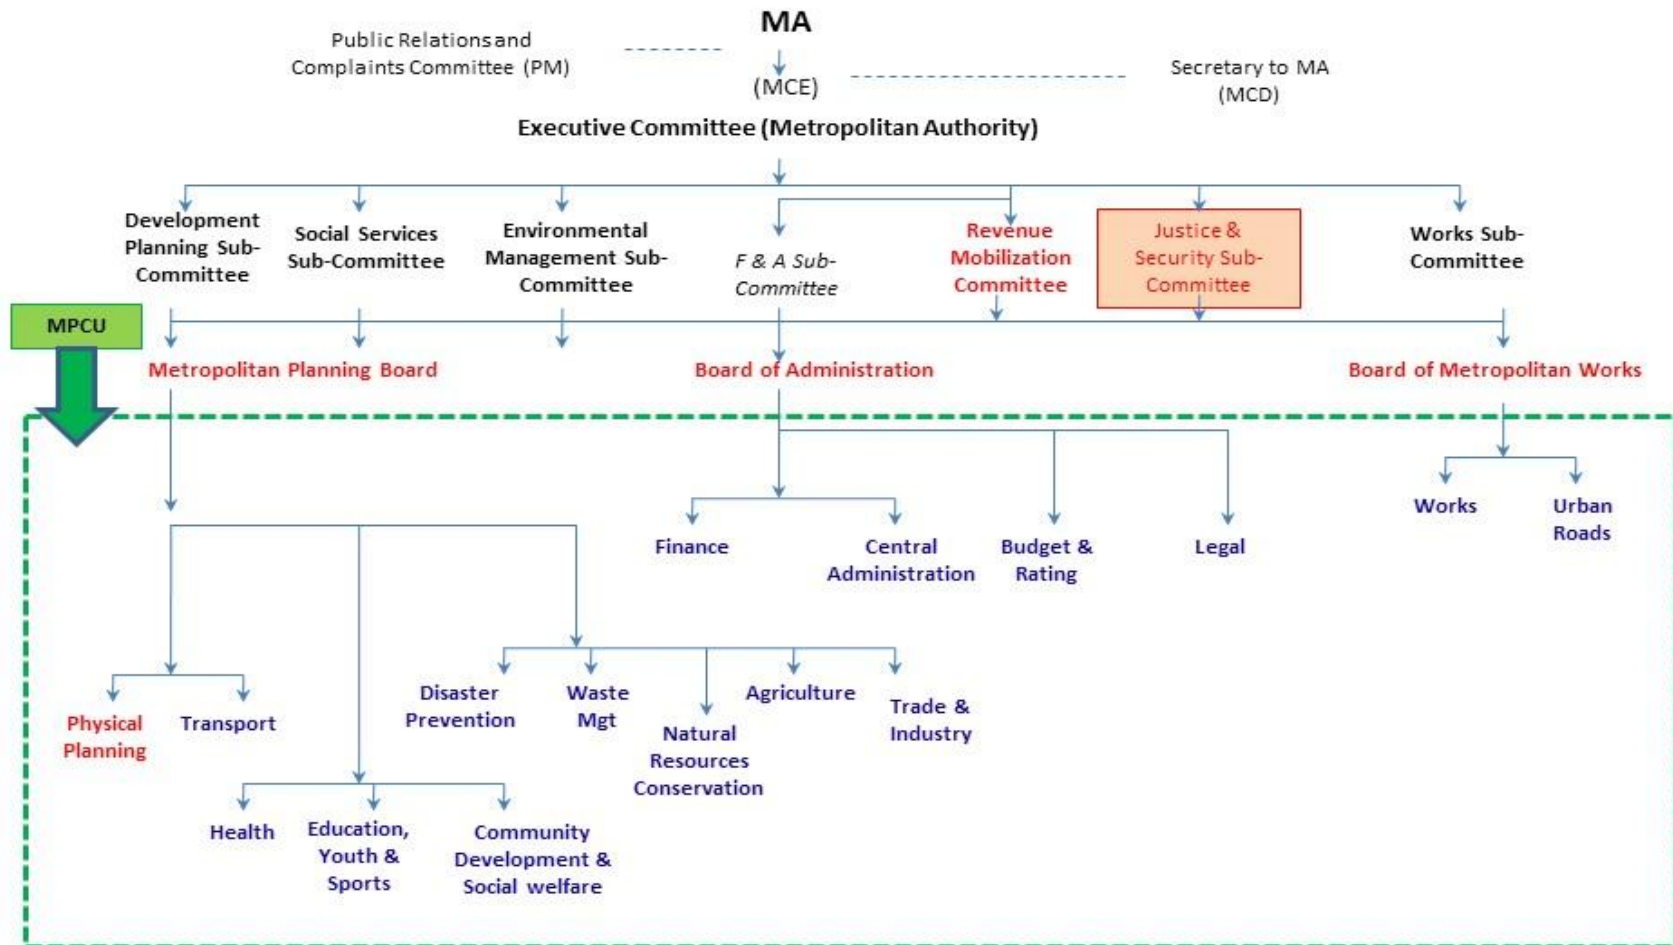 MA
Public Relations and
Complaints Committee (PM)
(MCE)
Secretary to MA
(MCD)
Executive Committee (Metropolitan Authority)
Development
Planning Sub-
Committee
Social Services
Sub-Committee
Environmental
Management Sub-
Committee
F & A Sub-
Committee
Revenue
Mobilization
Committee
Justice &
Security Sub-
Committee
Works Sub-
Committee
MPCU
Metropolitan Planning Board
Board of Administration
Board of Metropolitan Works
Finance
Central
Administration
Budget &
Rating
Legal
Works
Urban
Roads
Physical
Planning
Transport
Disaster
Prevention
Waste
Mgt
Natural
Resources
Conservation
Agriculture
Trade &
Industry
Health
Education,
Youth &
Sports
Community
Development &
Social welfare